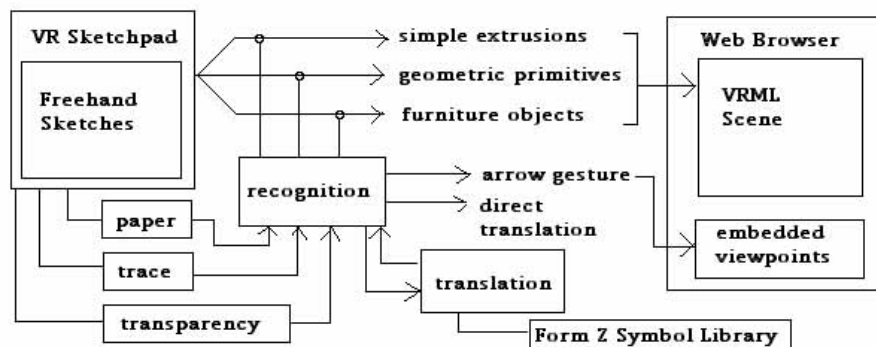 VR Sketchpad
Freehand
Sketches
simple extrusions
geometric primitives
furniture objects
Web Browser
VRML
Scene
recognition
arrow gesture
direct
translation
paper
trace
transparency
translation
embedded
viewpoints
Form Z Symbol Library